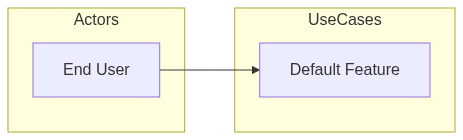 Actors
UseCases
End User
Default Feature